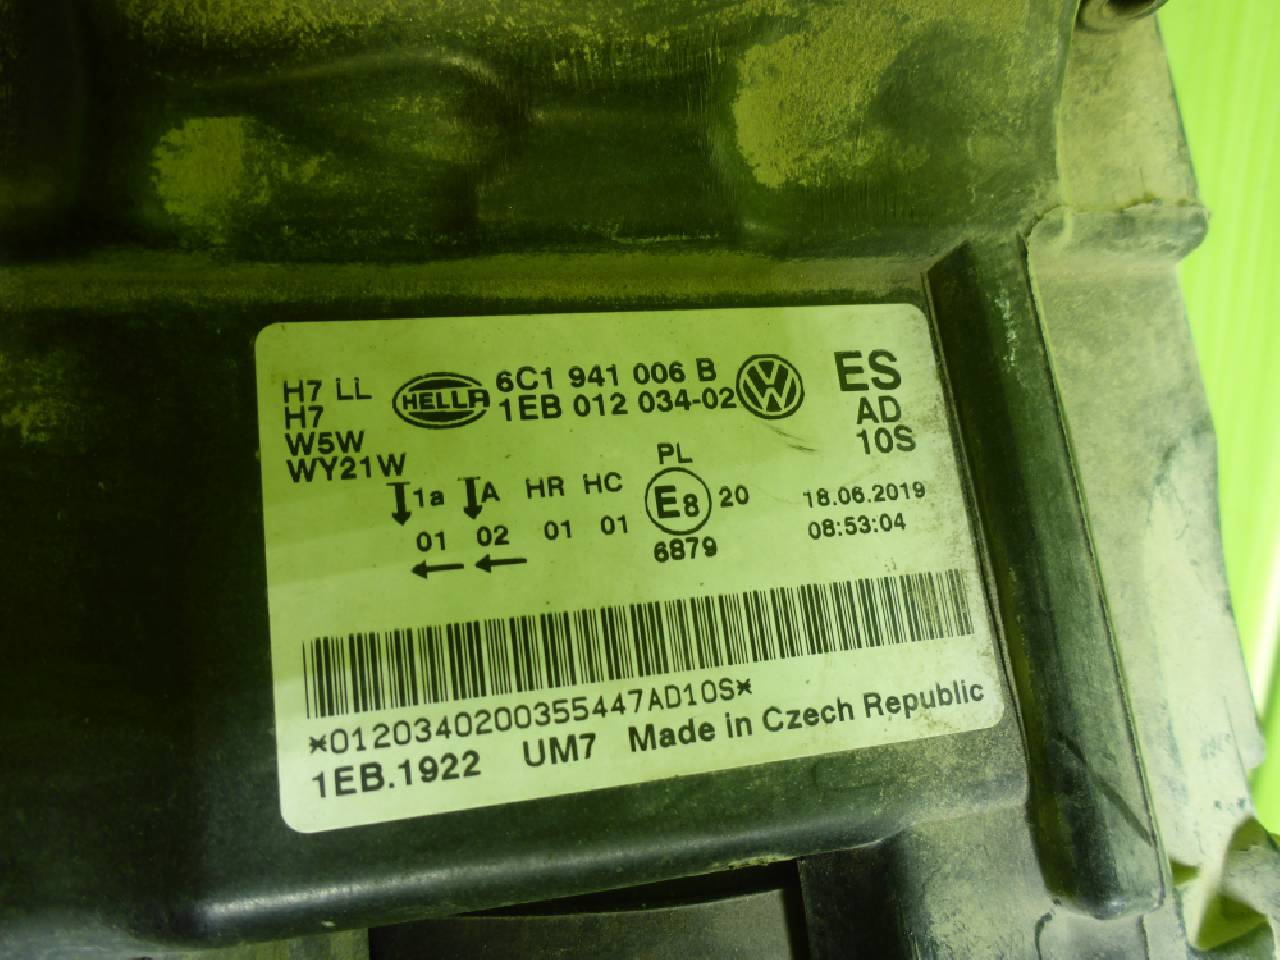 H7 LL
H7
W5W
WY21W
HELLA
6C1 941 006 B
1EB 012 034-02
ES
AD
10S
1a A HR HC PL
E8 20
01 02 01 01
6879
18.06.2019
08:53:04
*0120340200355447AD10S*
1EB.1922 UM7 Made in Czech Republic